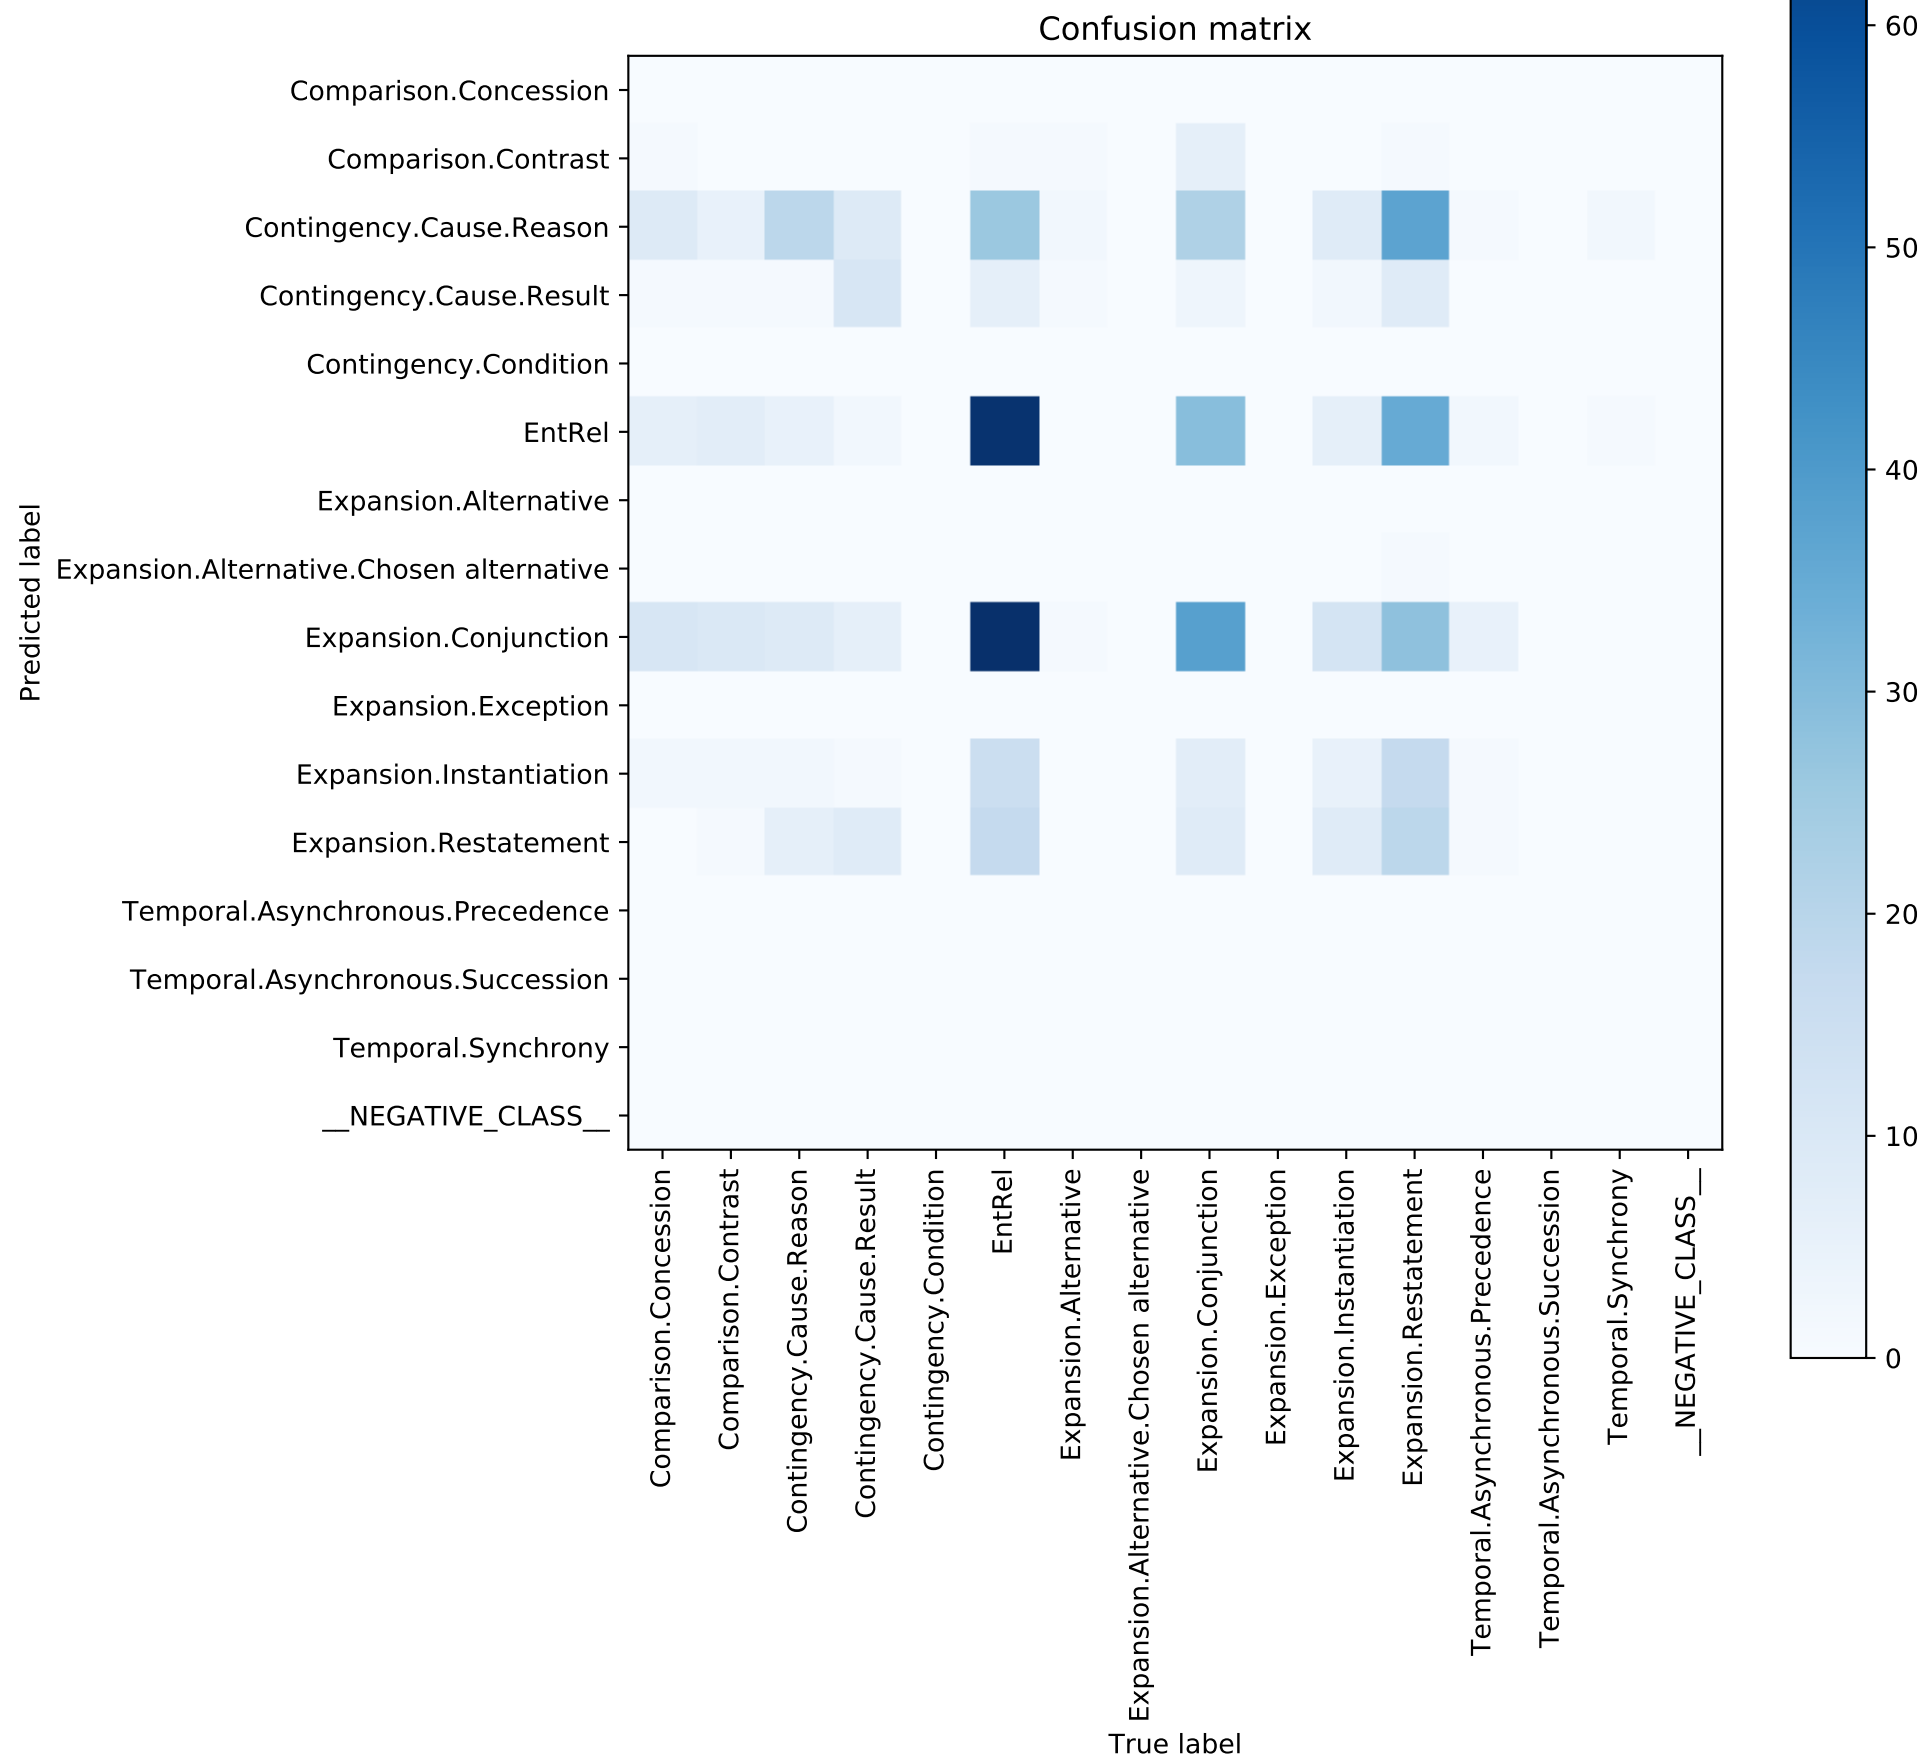 Confusion matrix
Comparison.Concession
Comparison.Contrast
Contingency.Cause.Reason
Contingency.Cause.Result
Contingency.Condition
EntRel
Expansion.Alternative
Expansion.Alternative.Chosen alternative
Expansion.Conjunction
Expansion.Exception
Expansion.Instantiation
Expansion.Restatement
Temporal.Asynchronous.Precedence
Temporal.Asynchronous.Succession
Temporal.Synchrony
__NEGATIVE_CLASS__
Predicted label
Comparison.Concession
Comparison.Contrast
Contingency.Cause.Reason
Contingency.Cause.Result
Contingency.Condition
EntRel
Expansion.Alternative
Expansion.Alternative.Chosen alternative
Expansion.Conjunction
Expansion.Exception
Expansion.Instantiation
Expansion.Restatement
Temporal.Asynchronous.Precedence
Temporal.Asynchronous.Succession
Temporal.Synchrony
__NEGATIVE_CLASS__
True label
60
50
40
30
20
10
0